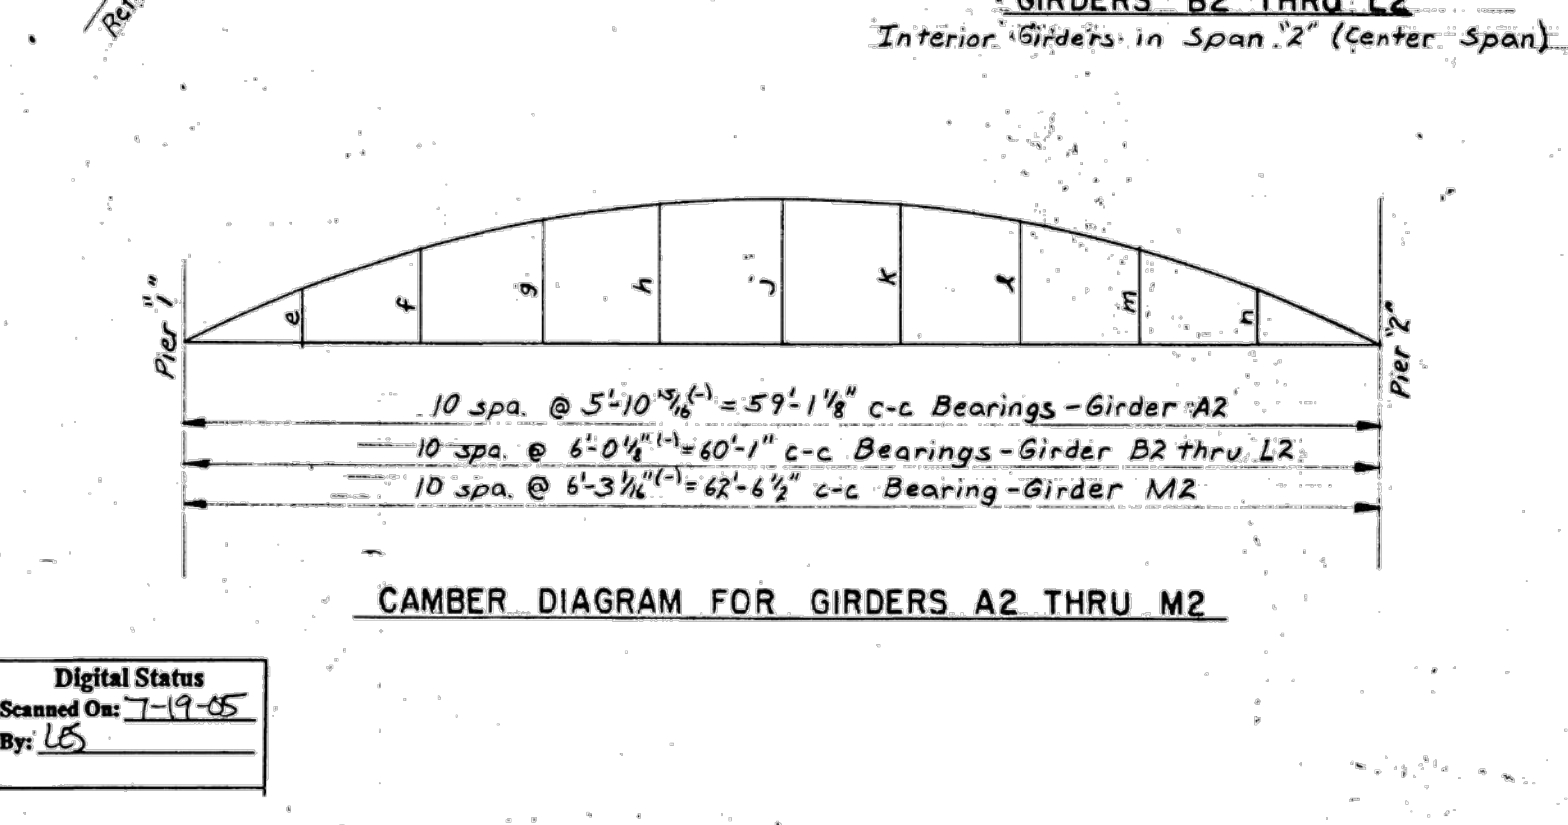 GIRDERS B2 THRU L2
Interior Girders in Span "2" (Center Span)
Pier "1"
e
f
g
h
j
k
l
m
n
Pier "2"
10 spa. @ 5'-10 15/16"(-) = 59'-1 1/8" c-c Bearings - Girder A2
10 spa. @ 6'-0 1/8"(-) = 60'-1" c-c Bearings - Girder B2 thru L2
10 spa. @ 6'-3 1/16"(-) = 62'-6 1/2" c-c Bearing - Girder M2
CAMBER DIAGRAM FOR GIRDERS A2 THRU M2
Digital Status
Scanned On: 7-19-05
By: LES